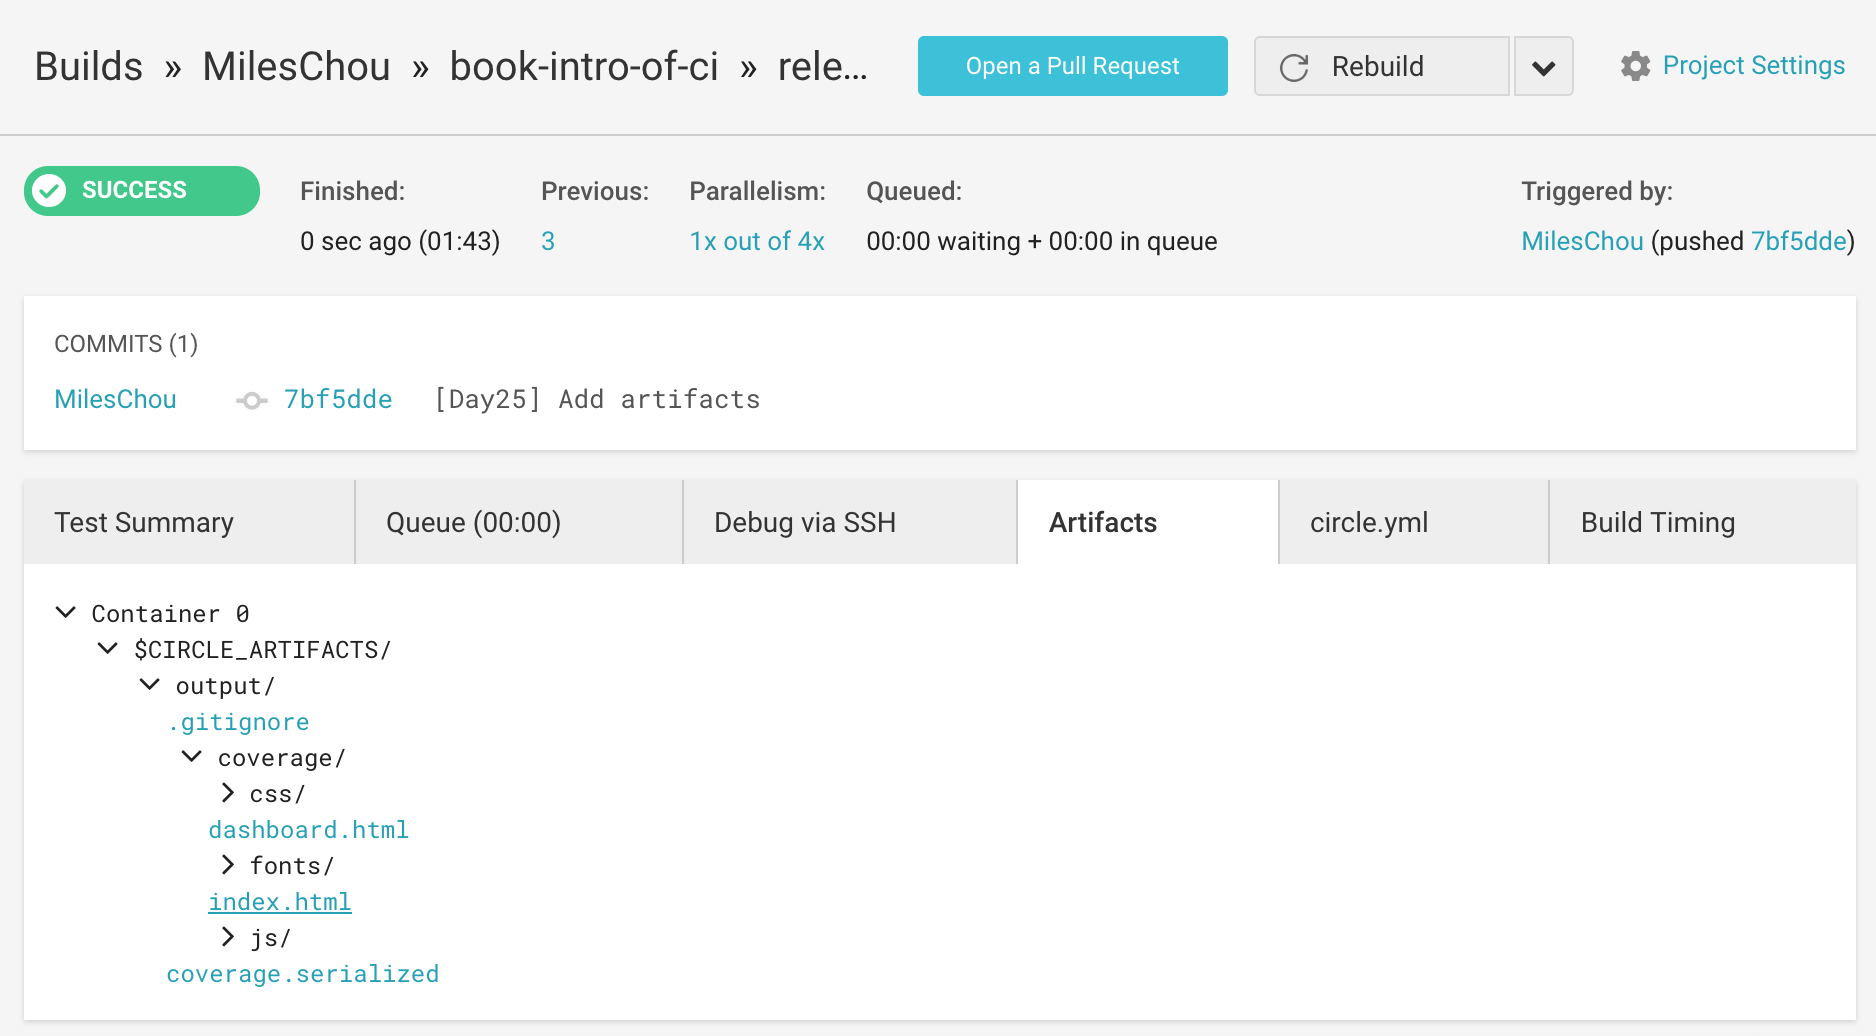 Builds » MilesChou » book-intro-of-ci » rele... Open a Pull Request Rebuild Project Settings
SUCCESS Finished: Previous: Parallelism: Queued: Triggered by:
0 sec ago (01:43) 3 1x out of 4x 00:00 waiting + 00:00 in queue MilesChou (pushed 7bf5dde)
COMMITS (1)
MilesChou 7bf5dde [Day25] Add artifacts
Test Summary Queue (00:00) Debug via SSH Artifacts circle.yml Build Timing
Container 0
$CIRCLE_ARTIFACTS/
output/
.gitignore
coverage/
css/
dashboard.html
fonts/
index.html
js/
coverage.serialized